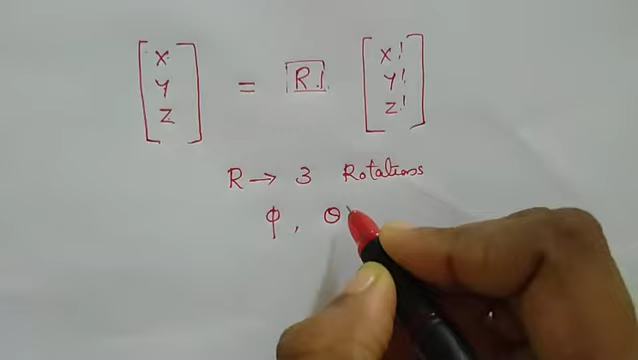 [X Y Z] = R. [X! Y! Z!]
R → 3 Rotations
ϕ, θ